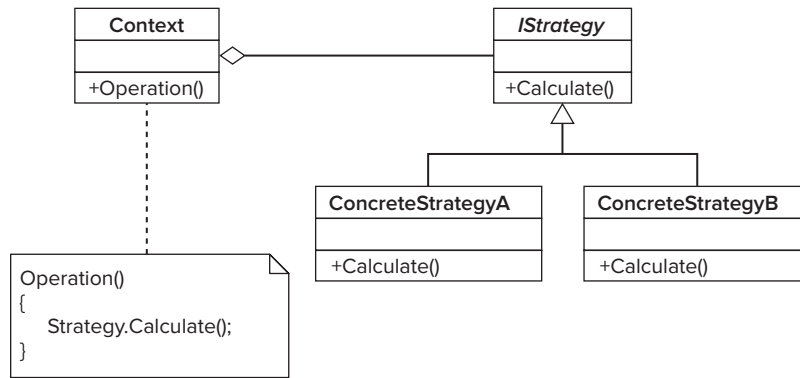 Context
+Operation()
IStrategy
+Calculate()
ConcreteStrategyA
+Calculate()
ConcreteStrategyB
+Calculate()
Operation()
{
Strategy.Calculate();
}